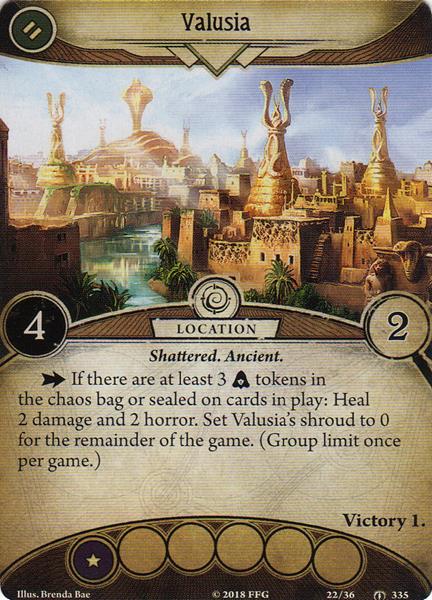 Valusia
4
LOCATION
2
Shattered. Ancient.
If there are at least 3 tokens in
the chaos bag or sealed on cards in play: Heal
2 damage and 2 horror. Set Valusia's shroud to 0
for the remainder of the game. (Group limit once
per game.)
Victory 1.
Illus. Brenda Bae © 2018 FFG 22/36 335